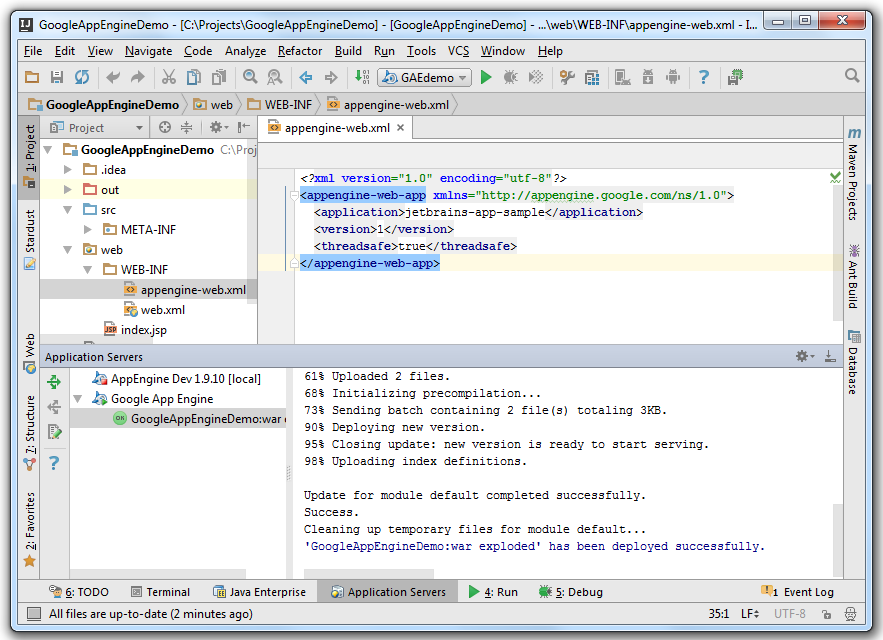 GoogleAppEngineDemo - [C:\Projects\GoogleAppEngineDemo] - [GoogleAppEngineDemo] - ...\web\WEB-INF\appengine-web.xml - I...
File Edit View Navigate Code Analyze Refactor Build Run Tools VCS Window Help
GAEdemo
GoogleAppEngineDemo web WEB-INF appengine-web.xml
1: Project
Stardust
Web
7: Structure
2: Favorites
Project
GoogleAppEngineDemo C:\Proj
.idea
out
src
META-INF
web
WEB-INF
appengine-web.xml
web.xml
index.jsp
appengine-web.xml
<?xml version="1.0" encoding="utf-8"?>
<appengine-web-app xmlns="http://appengine.google.com/ns/1.0">
<application>jetbrains-app-sample</application>
<version>1</version>
<threadsafe>true</threadsafe>
</appengine-web-app>
Maven Projects
Ant Build
Database
Application Servers
AppEngine Dev 1.9.10 [local]
Google App Engine
OK GoogleAppEngineDemo:war
61% Uploaded 2 files.
68% Initializing precompilation...
73% Sending batch containing 2 file(s) totaling 3KB.
90% Deploying new version.
95% Closing update: new version is ready to start serving.
98% Uploading index definitions.
Update for module default completed successfully.
Success.
Cleaning up temporary files for module default...
'GoogleAppEngineDemo:war exploded' has been deployed successfully.
6: TODO Terminal Java Enterprise Application Servers 4: Run 5: Debug 1 Event Log
All files are up-to-date (2 minutes ago) 35:1 LF UTF-8